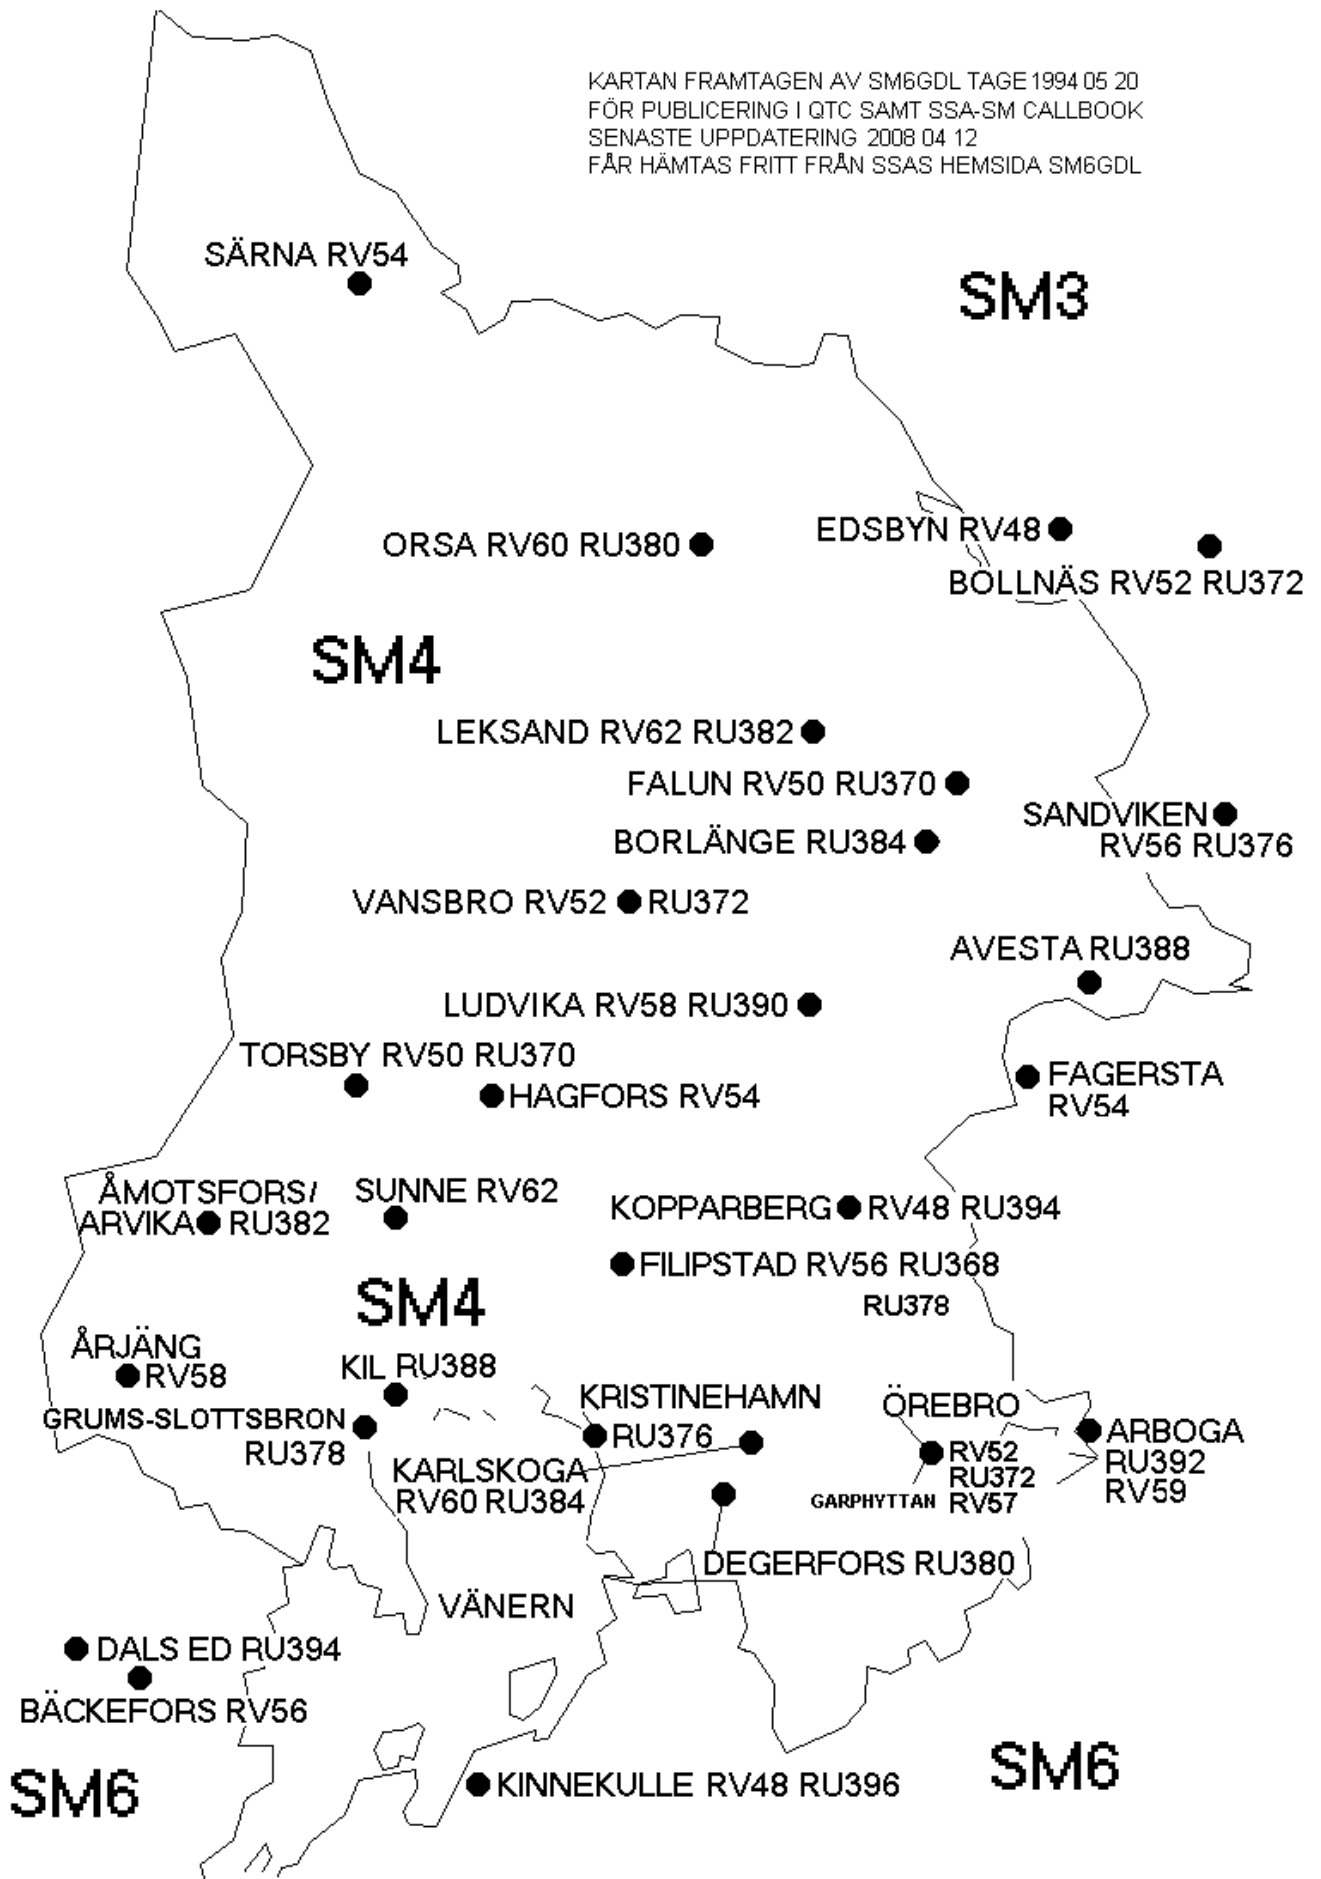 KARTAN FRAMTAGEN AV SM6GDL TAGE 1994 05 20
FÖR PUBLICERING I QTC SAMT SSA-SM CALLBOOK
SENASTE UPPDATERING 2008 04 12
FÅR HÄMTAS FRITT FRÅN SSAS HEMSIDA SM6GDL
SÄRNA RV54
SM3
EDSBYN RV48
ORSA RV60 RU380
BOLLNÄS RV52 RU372
SM4
LEKSAND RV62 RU382
FALUN RV50 RU370
SANDVIKEN
RV56 RU376
BORLÄNGE RU384
VANSBRO RV52 RU372
AVESTA RU388
LUDVIKA RV58 RU390
TORSBY RV50 RU370
HAGFORS RV54
FAGERSTA
RV54
ÅMOTSFORS/
ARVIKA RU382
SUNNE RV62
KOPPARBERG RV48 RU394
FILIPSTAD RV56 RU368
RU378
SM4
ÅRJÄNG
RV58
KIL RU388
GRUMS-SLOTTSBRON
RU378
KRISTINEHAMN
RU376
KARLSKOGA
RV60 RU384
ÖREBRO
RV52
RU372
GARPHYTTAN RV57
ARBOGA
RU392
RV59
DEGERFORS RU380
VÄNERN
DALS ED RU394
BÄCKEFORS RV56
SM6
SM6
KINNEKULLE RV48 RU396